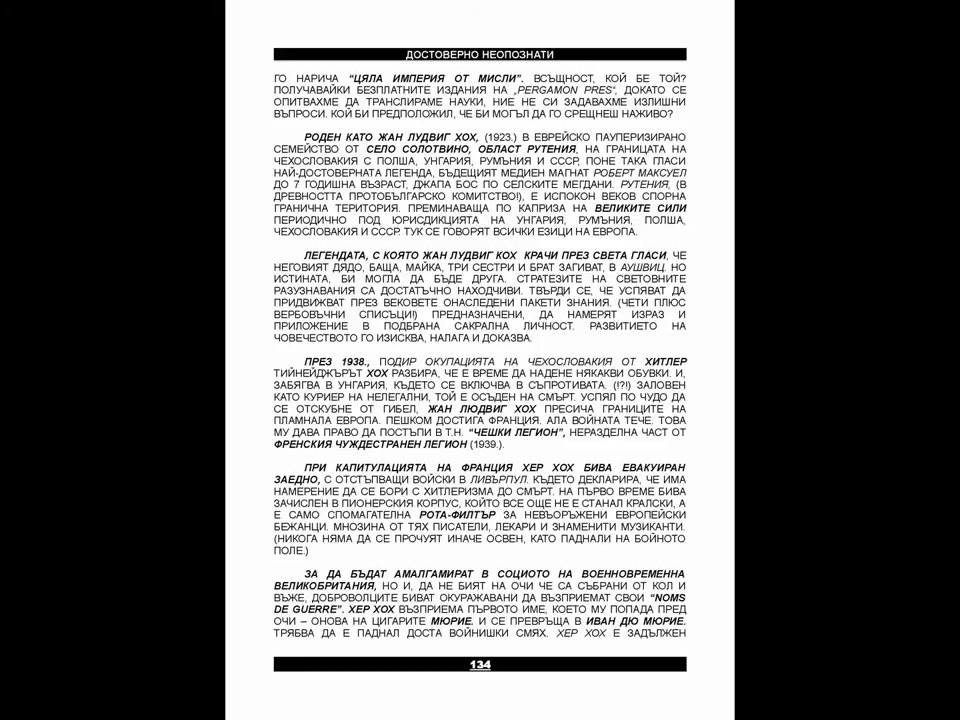 ДОСТОВЕРНО НЕОПОЗНАТИ
ГО НАРИЧА “ЦЯЛА ИМПЕРИЯ ОТ МИСЛИ”. ВСЪЩНОСТ, КОЙ БЕ ТОЙ?
ПОЛУЧАВАЙКИ БЕЗПЛАТНИТЕ ИЗДАНИЯ НА „PERGAMON PRES“, ДОКАТО СЕ
ОПИТВАХМЕ ДА ТРАНСЛИРАМЕ НАУКИ, НИЕ НЕ СИ ЗАДАВАХМЕ ИЗЛИШНИ
ВЪПРОСИ. КОЙ БИ ПРЕДПОЛОЖИЛ, ЧЕ БИ МОГЪЛ ДА ГО СРЕЩНЕШ НАЖИВО?
РОДЕН КАТО ЖАН ЛУДВИГ ХОХ, (1923.) В ЕВРЕЙСКО ПАУПЕРИЗИРАНО
СЕМЕЙСТВО ОТ СЕЛО СОЛОТВИНО, ОБЛАСТ РУТЕНИЯ, НА ГРАНИЦАТА НА
ЧЕХОСЛОВАКИЯ С ПОЛША, УНГАРИЯ, РУМЪНИЯ И СССР, ПОНЕ ТАКА ГЛАСИ
НАЙ-ДОСТОВЕРНАТА ЛЕГЕНДА, БЪДЕЩИЯТ МЕДИЕН МАГНАТ РОБЕРТ МАКСУЕЛ
ДО 7 ГОДИШНА ВЪЗРАСТ, ДЖАПА БОС ПО СЕЛСКИТЕ МЕГДАНИ. РУТЕНИЯ, (В
ДРЕВНОСТТА ПРОТОБЪЛГАРСКО КОМИТСТВО!), Е ИСПОКОН ВЕКОВ СПОРНА
ГРАНИЧНА ТЕРИТОРИЯ. ПРЕМИНАВАЩА ПО КАПРИЗА НА ВЕЛИКИТЕ СИЛИ
ПЕРИОДИЧНО ПОД ЮРИСДИКЦИЯТА НА УНГАРИЯ, РУМЪНИЯ, ПОЛША,
ЧЕХОСЛОВАКИЯ И СССР. ТУК СЕ ГОВОРЯТ ВСИЧКИ ЕЗИЦИ НА ЕВРОПА.
ЛЕГЕНДАТА, С КОЯТО ЖАН ЛУДВИГ КОХ КРАЧИ ПРЕЗ СВЕТА ГЛАСИ, ЧЕ
НЕГОВИЯТ ДЯДО, БАЩА, МАЙКА, ТРИ СЕСТРИ И БРАТ ЗАГИВАТ, В АУШВИЦ. НО
ИСТИНАТА, БИ МОГЛА ДА БЪДЕ ДРУГА. СТРАТЕЗИТЕ НА СВЕТОВНИТЕ
РАЗУЗНАВАНИЯ СА ДОСТАТЪЧНО НАХОДЧИВИ. ТВЪРДИ СЕ, ЧЕ УСПЯВАТ ДА
ПРИДВИЖВАТ ПРЕЗ ВЕКОВЕТЕ ОНАСЛЕДЕНИ ПАКЕТИ ЗНАНИЯ. (ЧЕТИ ПЛЮС
ВЕРБОВЪЧНИ СПИСЪЦИ!) ПРЕДНАЗНАЧЕНИ, ДА НАМЕРЯТ ИЗРАЗ И
ПРИЛОЖЕНИЕ В ПОДБРАНА САКРАЛНА ЛИЧНОСТ. РАЗВИТИЕТО НА
ЧОВЕЧЕСТВОТО ГО ИЗИСКВА, НАЛАГА И ДОКАЗВА.
ПРЕЗ 1938., ПОДИР ОКУПАЦИЯТА НА ЧЕХОСЛОВАКИЯ ОТ ХИТЛЕР
ТИЙНЕЙДЖЪРЪТ ХОХ РАЗБИРА, ЧЕ Е ВРЕМЕ ДА НАДЕНЕ НЯКАКВИ ОБУВКИ. И,
ЗАБЯГВА В УНГАРИЯ, КЪДЕТО СЕ ВКЛЮЧВА В СЪПРОТИВАТА. (!?!) ЗАЛОВЕН
КАТО КУРИЕР НА НЕЛЕГАЛНИ, ТОЙ Е ОСЪДЕН НА СМЪРТ. УСПЯЛ ПО ЧУДО ДА
СЕ ОТСКУБНЕ ОТ ГИБЕЛ, ЖАН ЛЮДВИГ ХОХ ПРЕСИЧА ГРАНИЦИТЕ НА
ПЛАМНАЛА ЕВРОПА. ПЕШКОМ ДОСТИГА ФРАНЦИЯ. АЛА ВОЙНАТА ТЕЧЕ. ТОВА
МУ ДАВА ПРАВО ДА ПОСТЪПИ В Т.Н. “ЧЕШКИ ЛЕГИОН”, НЕРАЗДЕЛНА ЧАСТ ОТ
ФРЕНСКИЯ ЧУЖДЕСТРАНЕН ЛЕГИОН (1939.).
ПРИ КАПИТУЛАЦИЯТА НА ФРАНЦИЯ ХЕР ХОХ БИВА ЕВАКУИРАН
ЗАЕДНО, С ОТСТЪПВАЩИ ВОЙСКИ В ЛИВЪРПУЛ. КЪДЕТО ДЕКЛАРИРА, ЧЕ ИМА
НАМЕРЕНИЕ ДА СЕ БОРИ С ХИТЛЕРИЗМА ДО СМЪРТ. НА ПЪРВО ВРЕМЕ БИВА
ЗАЧИСЛЕН В ПИОНЕРСКИЯ КОРПУС, КОЙТО ВСЕ ОЩЕ НЕ Е СТАНАЛ КРАЛСКИ, А
Е САМО СПОМАГАТЕЛНА РОТА-ФИЛТЪР ЗА НЕВЪОРЪЖЕНИ ЕВРОПЕЙСКИ
БЕЖАНЦИ. МНОЗИНА ОТ ТЯХ ПИСАТЕЛИ, ЛЕКАРИ И ЗНАМЕНИТИ МУЗИКАНТИ.
(НИКОГА НЯМА ДА СЕ ПРОЧУЯТ ИНАЧЕ ОСВЕН, КАТО ПАДНАЛИ НА БОЙНОТО
ПОЛЕ.)
ЗА ДА БЪДАТ АМАЛГАМИРАТ В СОЦИОТО НА ВОЕННОВРЕМЕННА
ВЕЛИКОБРИТАНИЯ, НО И, ДА НЕ БИЯТ НА ОЧИ ЧЕ СА СЪБРАНИ ОТ КОЛ И
ВЪЖЕ, ДОБРОВОЛЦИТЕ БИВАТ ОКУРАЖАВАНИ ДА ВЪЗПРИЕМАТ СВОИ “NOMS
DE GUERRE”. ХЕР ХОХ ВЪЗПРИЕМА ПЪРВОТО ИМЕ, КОЕТО МУ ПОПАДА ПРЕД
ОЧИ – ОНОВА НА ЦИГАРИТЕ МЮРИЕ. И СЕ ПРЕВРЪЩА В ИВАН ДЮ МЮРИЕ.
ТРЯБВА ДА Е ПАДНАЛ ДОСТА ВОЙНИШКИ СМЯХ. ХЕР ХОХ Е ЗАДЪЛЖЕН
134